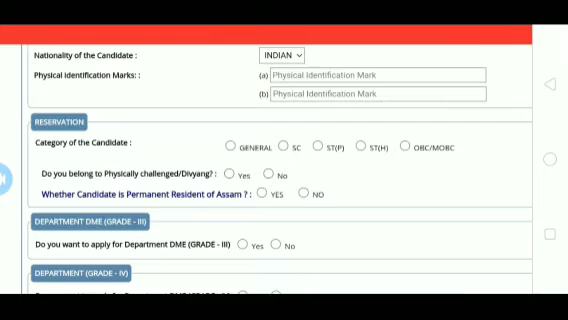 Nationality of the Candidate : INDIAN
Physical Identification Marks: : (a) Physical Identification Mark
(b) Physical Identification Mark
RESERVATION
Category of the Candidate : GENERAL SC ST(P) ST(H) OBC/MOBC
Do you belong to Physically challenged/Divyang? : Yes No
Whether Candidate is Permanent Resident of Assam ? : YES NO
DEPARTMENT DME (GRADE - III)
Do you want to apply for Department DME (GRADE - III) Yes No
DEPARTMENT (GRADE - IV)